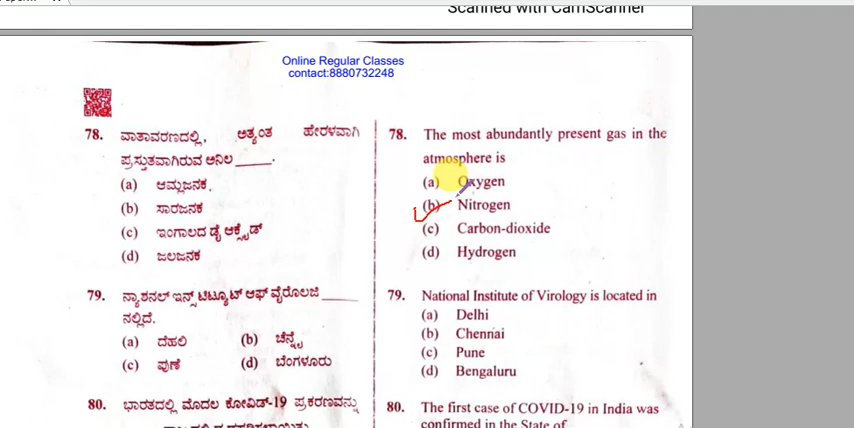 Scanned with CamScanner
Online Regular Classes
contact:8880732248
78. ವಾತಾವರಣದಲ್ಲಿ, ಅತ್ಯಂತ ಹೇರಳವಾಗಿ
ಪ್ರಸ್ತುತವಾಗಿರುವ ಅನಿಲ ______.
(a) ಆಮ್ಲಜನಕ.
(b) ಸಾರಜನಕ
(c) ಇಂಗಾಲದ ಡೈ ಆಕ್ಸೈಡ್
(d) ಜಲಜನಕ
79. ನ್ಯಾಶನಲ್ ಇನ್ಸ್ಟಿಟ್ಯೂಟ್ ಆಫ್ ವೈರೊಲಜಿ ______
ನಲ್ಲಿದೆ.
(a) ದೆಹಲಿ (b) ಚೆನ್ನೈ
(c) ಪುಣೆ (d) ಬೆಂಗಳೂರು
80. ಭಾರತದಲ್ಲಿ ಮೊದಲ ಕೋವಿಡ್-19 ಪ್ರಕರಣವನ್ನು
78. The most abundantly present gas in the
atmosphere is
(a) Oxygen
(b) Nitrogen
(c) Carbon-dioxide
(d) Hydrogen
79. National Institute of Virology is located in
(a) Delhi
(b) Chennai
(c) Pune
(d) Bengaluru
80. The first case of COVID-19 in India was
confirmed in the State of